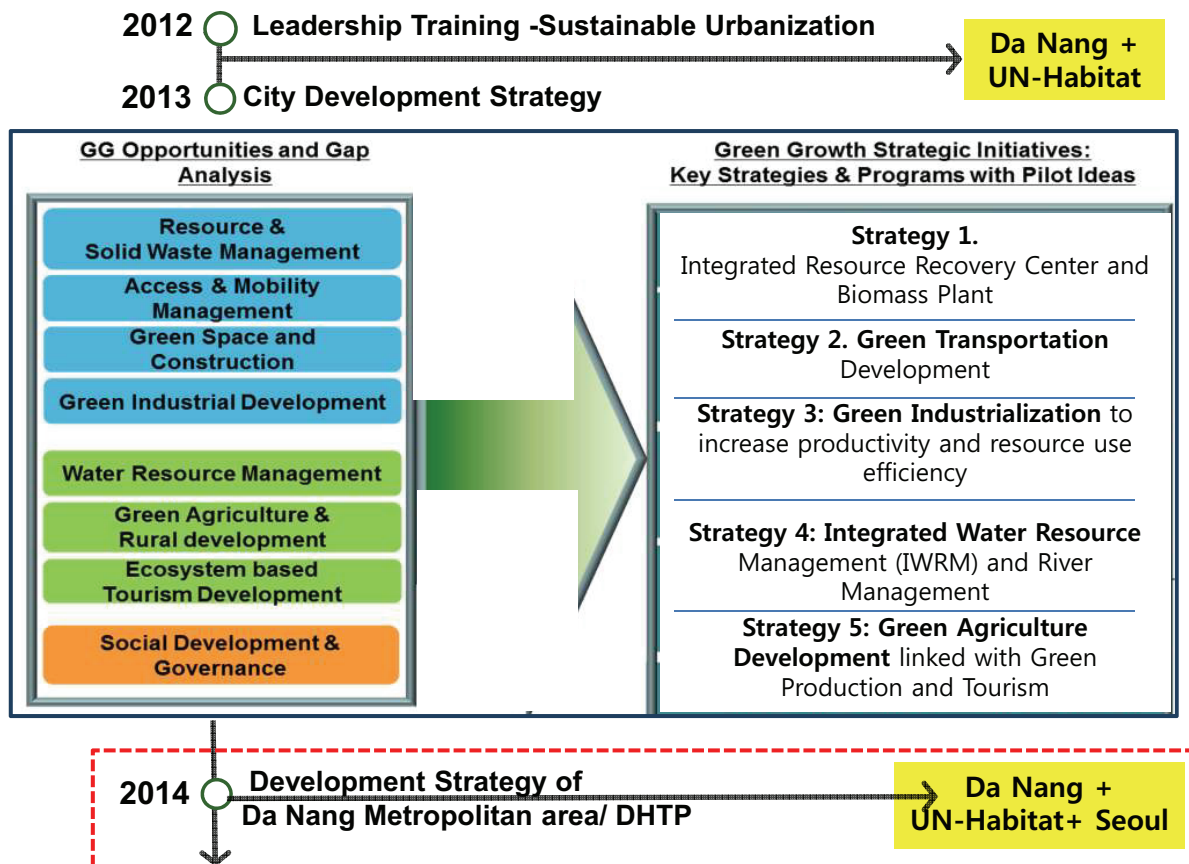 2012 Leadership Training -Sustainable Urbanization
Da Nang +
UN-Habitat
2013 City Development Strategy
GG Opportunities and Gap
Analysis
Resource &
Solid Waste Management
Access & Mobility
Management
Green Space and
Construction
Green Industrial Development
Water Resource Management
Green Agriculture &
Rural development
Ecosystem based
Tourism Development
Social Development &
Governance
Green Growth Strategic Initiatives:
Key Strategies & Programs with Pilot Ideas
Strategy 1.
Integrated Resource Recovery Center and
Biomass Plant
Strategy 2. Green Transportation
Development
Strategy 3: Green Industrialization to
increase productivity and resource use
efficiency
Strategy 4: Integrated Water Resource
Management (IWRM) and River
Management
Strategy 5: Green Agriculture
Development linked with Green
Production and Tourism
2014 Development Strategy of
Da Nang Metropolitan area/ DHTP
Da Nang +
UN-Habitat+ Seoul